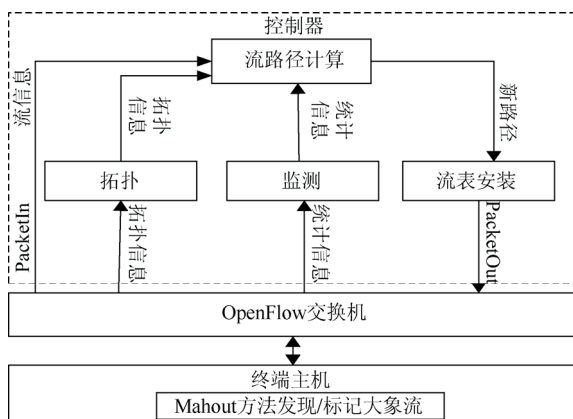 控制器
流路径计算
流信息
拓扑信息
统计信息
新路径
拓扑
监测
流表安装
PacketIn
拓扑信息
统计信息
PacketOut
OpenFlow交换机
终端主机
Mahout方法发现/标记大象流